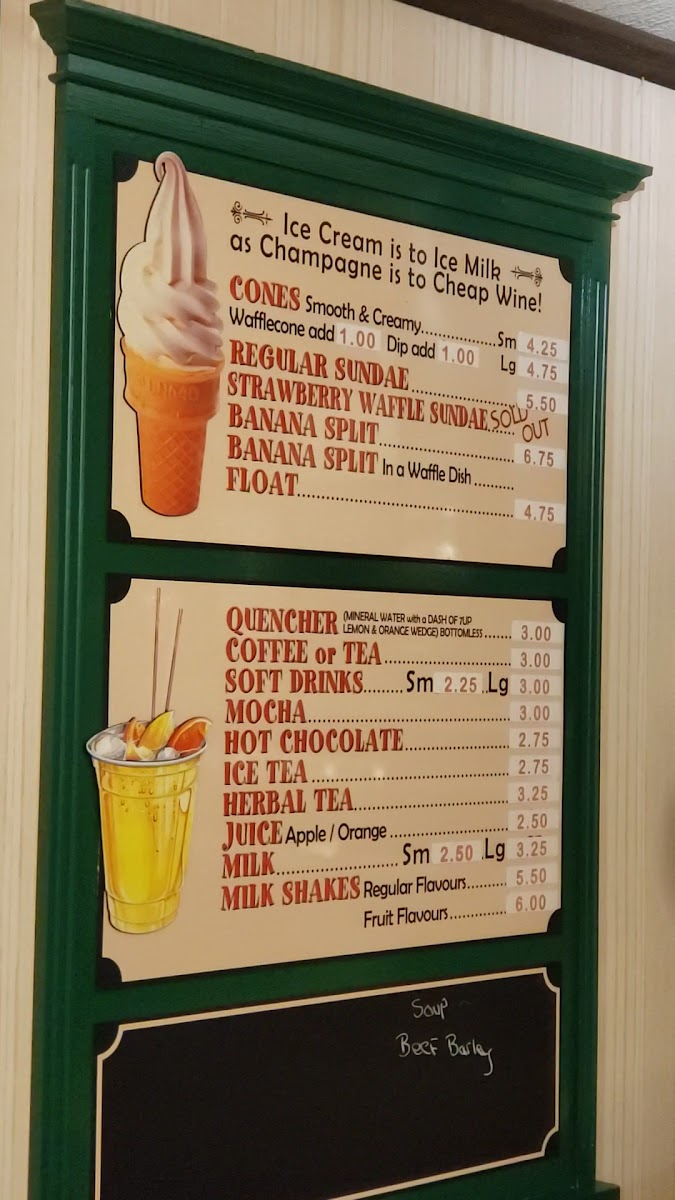 Ice Cream is to Ice Milk
as Champagne is to Cheap Wine!
CONES Smooth & Creamy..................Sm 4.25
Wafflecone add 1.00 Dip add 1.00 Lg 4.75
REGULAR SUNDAE......................... 5.50
STRAWBERRY WAFFLE SUNDAE...... SOLD OUT
BANANA SPLIT................................. 6.75
BANANA SPLIT In a Waffle Dish.........
FLOAT..................................................... 4.75
QUENCHER (MINERAL WATER with a DASH OF 7UP
LEMON & ORANGE WEDGE) BOTTOMLESS....... 3.00
COFFEE or TEA............................... 3.00
SOFT DRINKS.........Sm 2.25 ..Lg 3.00
MOCHA.................................................. 3.00
HOT CHOCOLATE.......................... 2.75
ICE TEA................................................ 2.75
HERBAL TEA...................................... 3.25
JUICE Apple / Orange.............................. 2.50
MILK............................. Sm 2.50 ..Lg 3.25
MILK SHAKES Regular Flavours.......... 5.50
Fruit Flavours.............. 6.00
Soup
Beef Barley